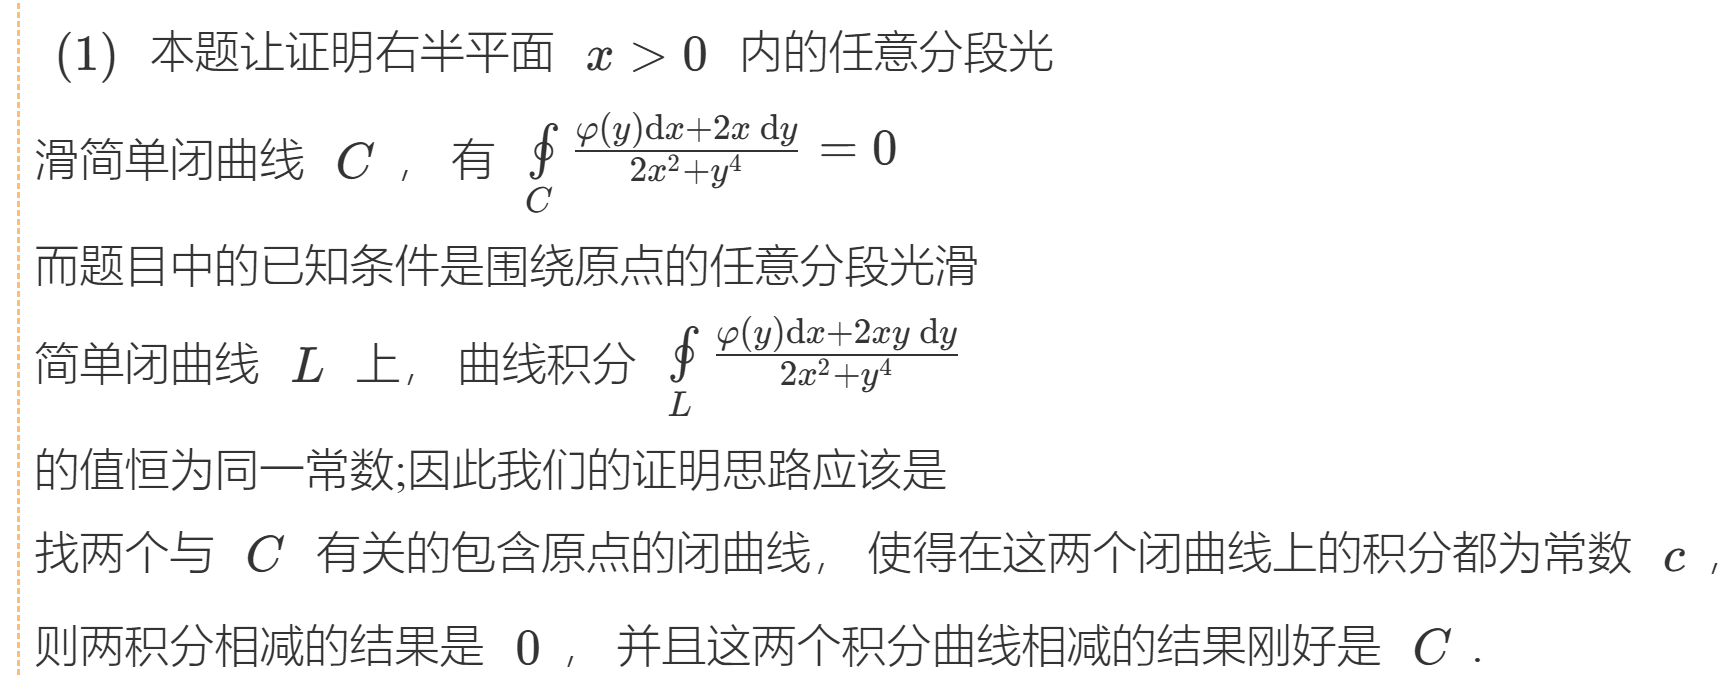 (1) 本题让证明右半平面 x > 0 内的任意分段光
滑简单闭曲线 C ， 有 ∮_C (φ(y)dx+2x dy)/(2x²+y⁴) = 0
而题目中的已知条件是围绕原点的任意分段光滑
简单闭曲线 L 上， 曲线积分 ∮_L (φ(y)dx+2xy dy)/(2x²+y⁴)
的值恒为同一常数;因此我们的证明思路应该是
找两个与 C 有关的包含原点的闭曲线， 使得在这两个闭曲线上的积分都为常数 c ，
则两积分相减的结果是 0 ， 并且这两个积分曲线相减的结果刚好是 C .